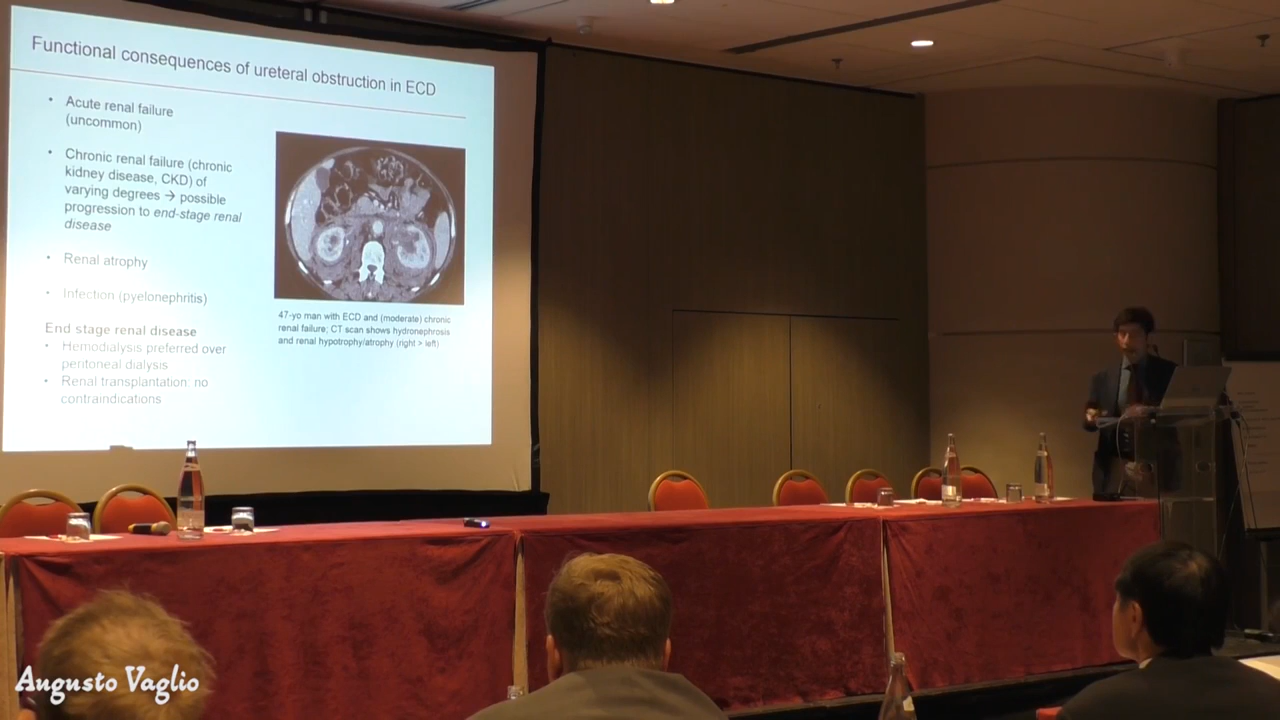 Functional consequences of ureteral obstruction in ECD
• Acute renal failure
(uncommon)
• Chronic renal failure (chronic
kidney disease, CKD) of
varying degrees → possible
progression to end-stage renal
disease
• Renal atrophy
• Infection (pyelonephritis)
End stage renal disease
• Hemodialysis preferred over
peritoneal dialysis
• Renal transplantation: no
contraindications
47-yo man with ECD and (moderate) chronic
renal failure; CT scan shows hydronephrosis
and renal hypotrophy/atrophy (right > left)
Augusto Vaglio